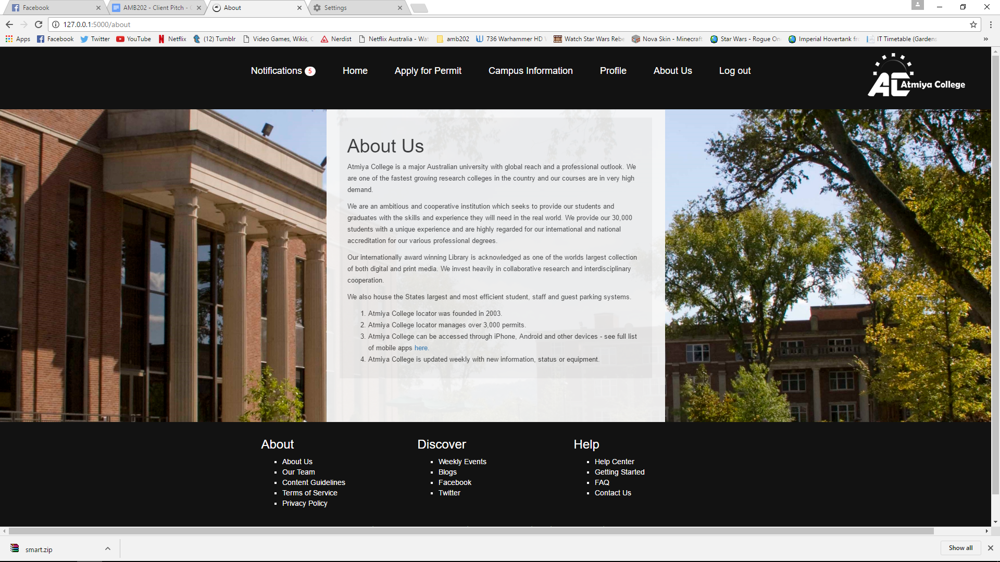 Facebook
AMB202 - Client Pitch -
About
Settings
127.0.0.1:5000/about
Apps
Facebook
Twitter
YouTube
Netflix
(12) Tumblr
Video Games, Wikis,
Nerdist
Netflix Australia - Wat
amb202
736 Warhammer HD
Watch Star Wars Rebe
Nova Skin - Minecraft
Star Wars - Rogue On
Imperial Hovertank fr
IT Timetable (Gardens
»
Notifications 5
Home
Apply for Permit
Campus Information
Profile
About Us
Log out
AC Atmiya College
About Us
Atmiya College is a major Australian university with global reach and a professional outlook. We
are one of the fastest growing research colleges in the country and our courses are in very high
demand.
We are an ambitious and cooperative institution which seeks to provide our students and
graduates with the skills and experience they will need in the real world. We provide our 30,000
students with a unique experience and are highly regarded for our international and national
accreditation for our various professional degrees.
Our internationally award winning Library is acknowledged as one of the worlds largest collection
of both digital and print media. We invest heavily in collaborative research and interdisciplinary
cooperation.
We also house the States largest and most efficient student, staff and guest parking systems.
1. Atmiya College locator was founded in 2003.
2. Atmiya College locator manages over 3,000 permits.
3. Atmiya College can be accessed through iPhone, Android and other devices - see full list
of mobile apps here.
4. Atmiya College is updated weekly with new information, status or equipment.
About
About Us
Our Team
Content Guidelines
Terms of Service
Privacy Policy
Discover
Weekly Events
Blogs
Facebook
Twitter
Help
Help Center
Getting Started
FAQ
Contact Us
smart.zip
Show all